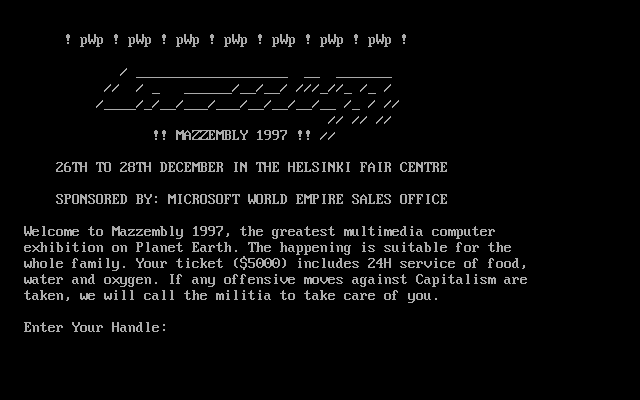 ! pWp ! pWp ! pWp ! pWp ! pWp ! pWp ! pWp !
!! MAZZEMBLY 1997 !!
26TH TO 28TH DECEMBER IN THE HELSINKI FAIR CENTRE
SPONSORED BY: MICROSOFT WORLD EMPIRE SALES OFFICE
Welcome to Mazzembly 1997, the greatest multimedia computer
exhibition on Planet Earth. The happening is suitable for the
whole family. Your ticket ($5000) includes 24H service of food,
water and oxygen. If any offensive moves against Capitalism are
taken, we will call the militia to take care of you.
Enter Your Handle: